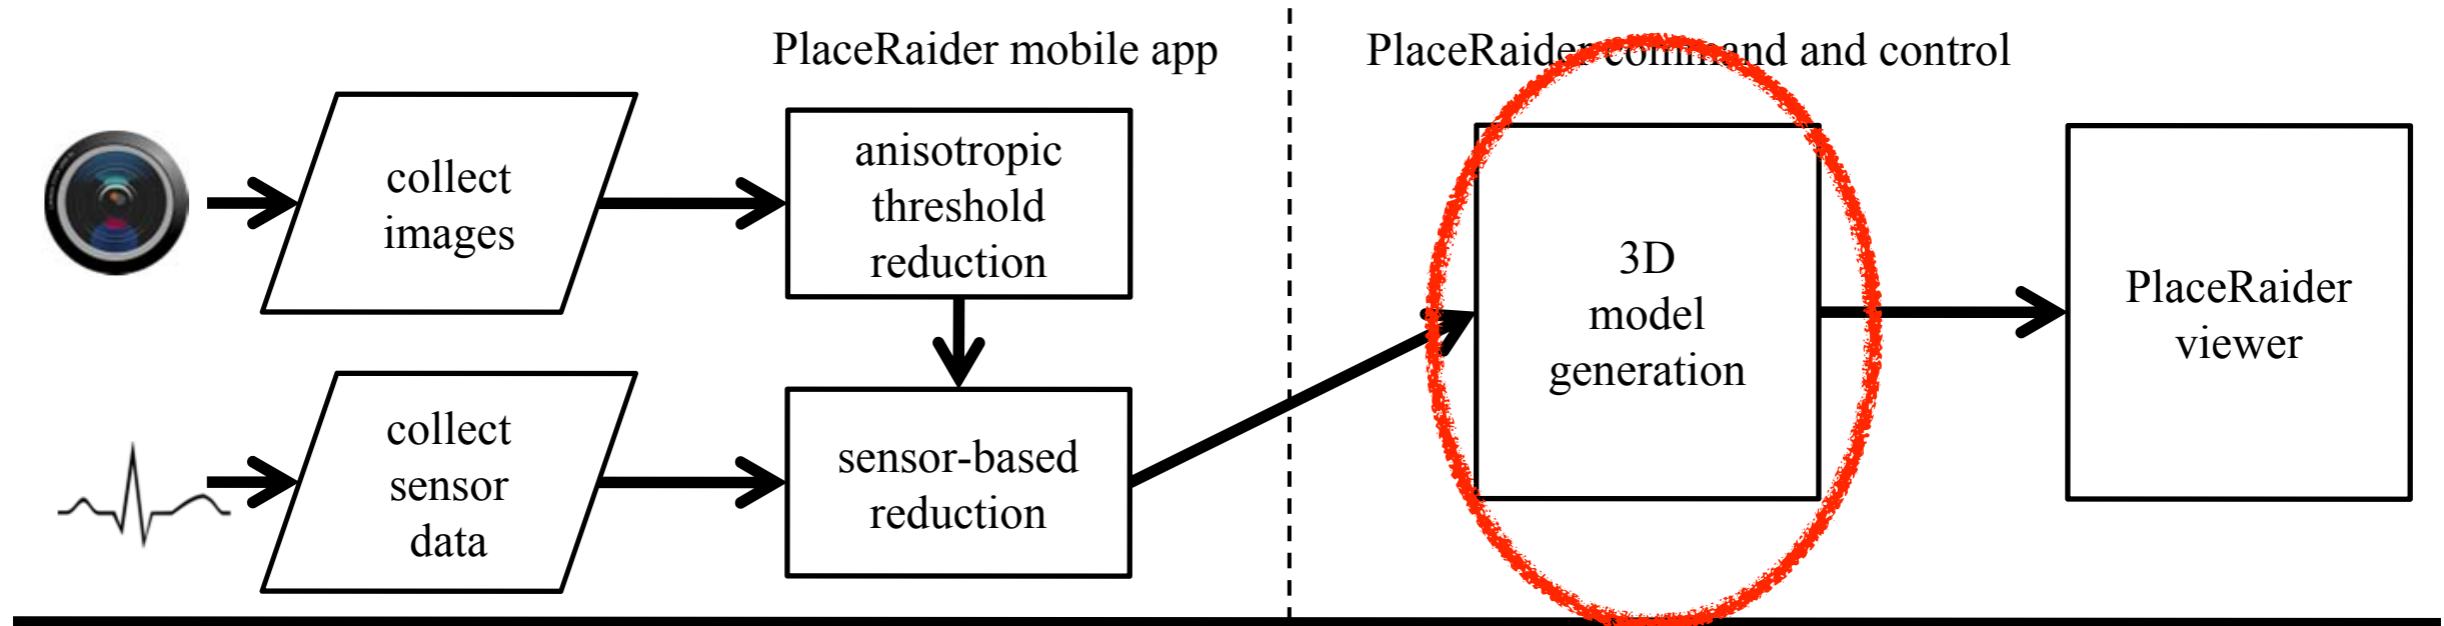 PlaceRaider mobile app
PlaceRaider command and control
collect
images
anisotropic
threshold
reduction
collect
sensor
data
sensor-based
reduction
3D
model
generation
PlaceRaider
viewer